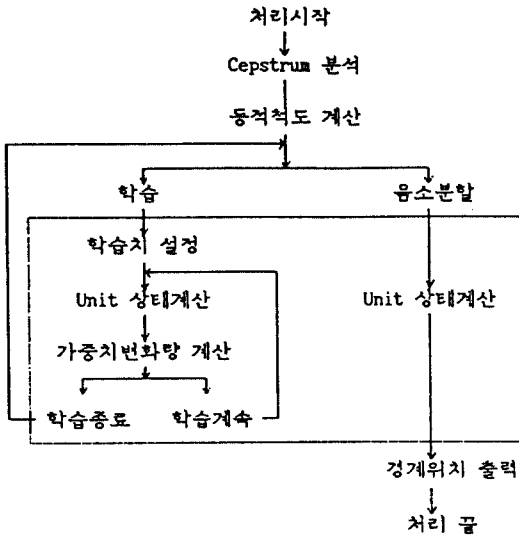 처리시작
Cepstrum 분석
동적척도 계산
학습 음소분할
학습치 설정
Unit 상태계산 Unit 상태계산
가중치변화량 계산
학습종료 학습계속
경계위치 출력
처리 끝